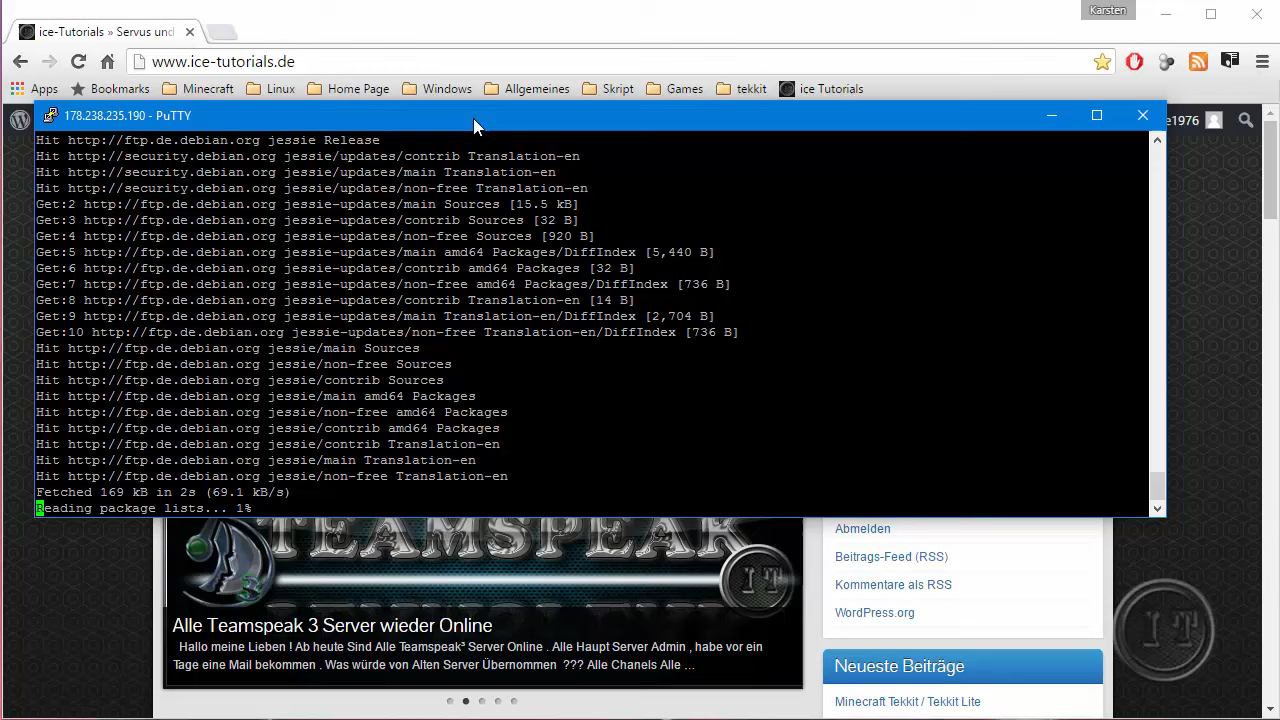 Karsten
ice-Tutorials » Servus und
www.ice-tutorials.de
Apps Bookmarks Minecraft Linux Home Page Windows Allgemeines Skript Games tekkit ice Tutorials
178.238.235.190 - PuTTY
e1976
Hit http://ftp.de.debian.org jessie Release
Hit http://security.debian.org jessie/updates/contrib Translation-en
Hit http://security.debian.org jessie/updates/main Translation-en
Hit http://security.debian.org jessie/updates/non-free Translation-en
Get:2 http://ftp.de.debian.org jessie-updates/main Sources [15.5 kB]
Get:3 http://ftp.de.debian.org jessie-updates/contrib Sources [32 B]
Get:4 http://ftp.de.debian.org jessie-updates/non-free Sources [920 B]
Get:5 http://ftp.de.debian.org jessie-updates/main amd64 Packages/DiffIndex [5,440 B]
Get:6 http://ftp.de.debian.org jessie-updates/contrib amd64 Packages [32 B]
Get:7 http://ftp.de.debian.org jessie-updates/non-free amd64 Packages/DiffIndex [736 B]
Get:8 http://ftp.de.debian.org jessie-updates/contrib Translation-en [14 B]
Get:9 http://ftp.de.debian.org jessie-updates/main Translation-en/DiffIndex [2,704 B]
Get:10 http://ftp.de.debian.org jessie-updates/non-free Translation-en/DiffIndex [736 B]
Hit http://ftp.de.debian.org jessie/main Sources
Hit http://ftp.de.debian.org jessie/non-free Sources
Hit http://ftp.de.debian.org jessie/contrib Sources
Hit http://ftp.de.debian.org jessie/main amd64 Packages
Hit http://ftp.de.debian.org jessie/non-free amd64 Packages
Hit http://ftp.de.debian.org jessie/contrib amd64 Packages
Hit http://ftp.de.debian.org jessie/contrib Translation-en
Hit http://ftp.de.debian.org jessie/main Translation-en
Hit http://ftp.de.debian.org jessie/non-free Translation-en
Fetched 169 kB in 2s (69.1 kB/s)
Reading package lists... 1%
TEAMSPEAK
IT
Alle Teamspeak 3 Server wieder Online
Hallo meine Lieben ! Ab heute Sind Alle Teamspeak³ Server Online . Alle Haupt Server Admin , habe ein vor
Tage eine Mail bekommen . Was würde von Alten Server Übernommen ??? Alle Chanels Alle ...
Abmelden
Beitrags-Feed (RSS)
Kommentare als RSS
WordPress.org
Neueste Beiträge
Minecraft Tekkit / Tekkit Lite
IT